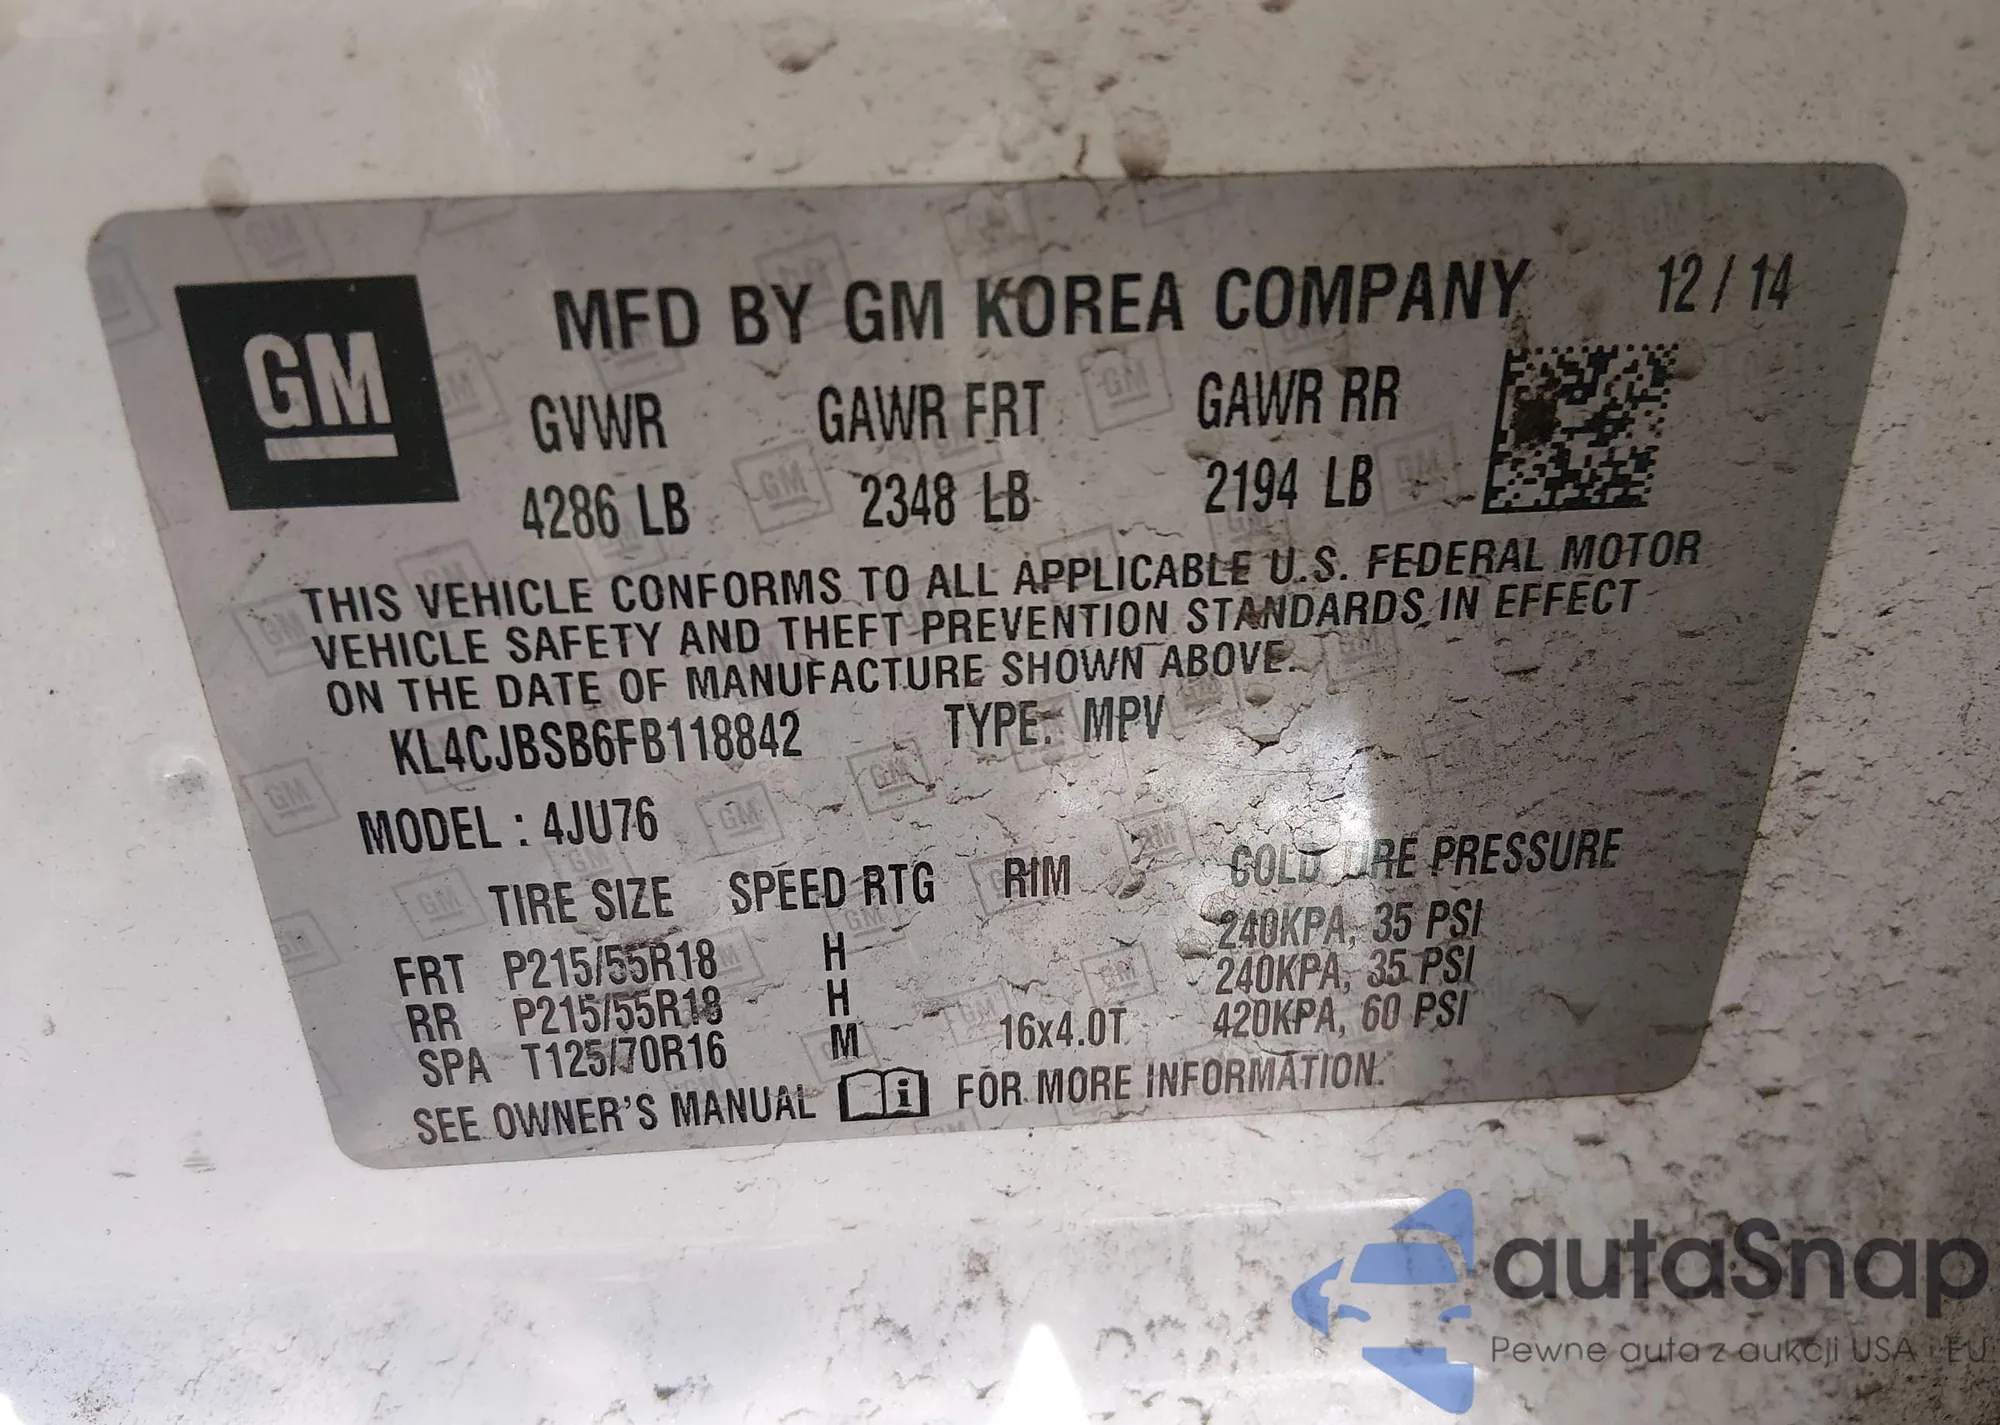 GM
MFD BY GM KOREA COMPANY 12 / 14
GVWR GAWR FRT GAWR RR
4286 LB 2348 LB 2194 LB
THIS VEHICLE CONFORMS TO ALL APPLICABLE U.S. FEDERAL MOTOR
VEHICLE SAFETY AND THEFT PREVENTION STANDARDS IN EFFECT
ON THE DATE OF MANUFACTURE SHOWN ABOVE.
KL4CJBSB6FB118842 TYPE: MPV
MODEL : 4JU76
TIRE SIZE SPEED RTG RIM COLD TIRE PRESSURE
FRT P215/55R18 H 240KPA, 35 PSI
RR P215/55R18 H 240KPA, 35 PSI
SPA T125/70R16 M 16x4.0T 420KPA, 60 PSI
SEE OWNER'S MANUAL i FOR MORE INFORMATION.
autaSnap
Pewne auta z aukcji USA i EU